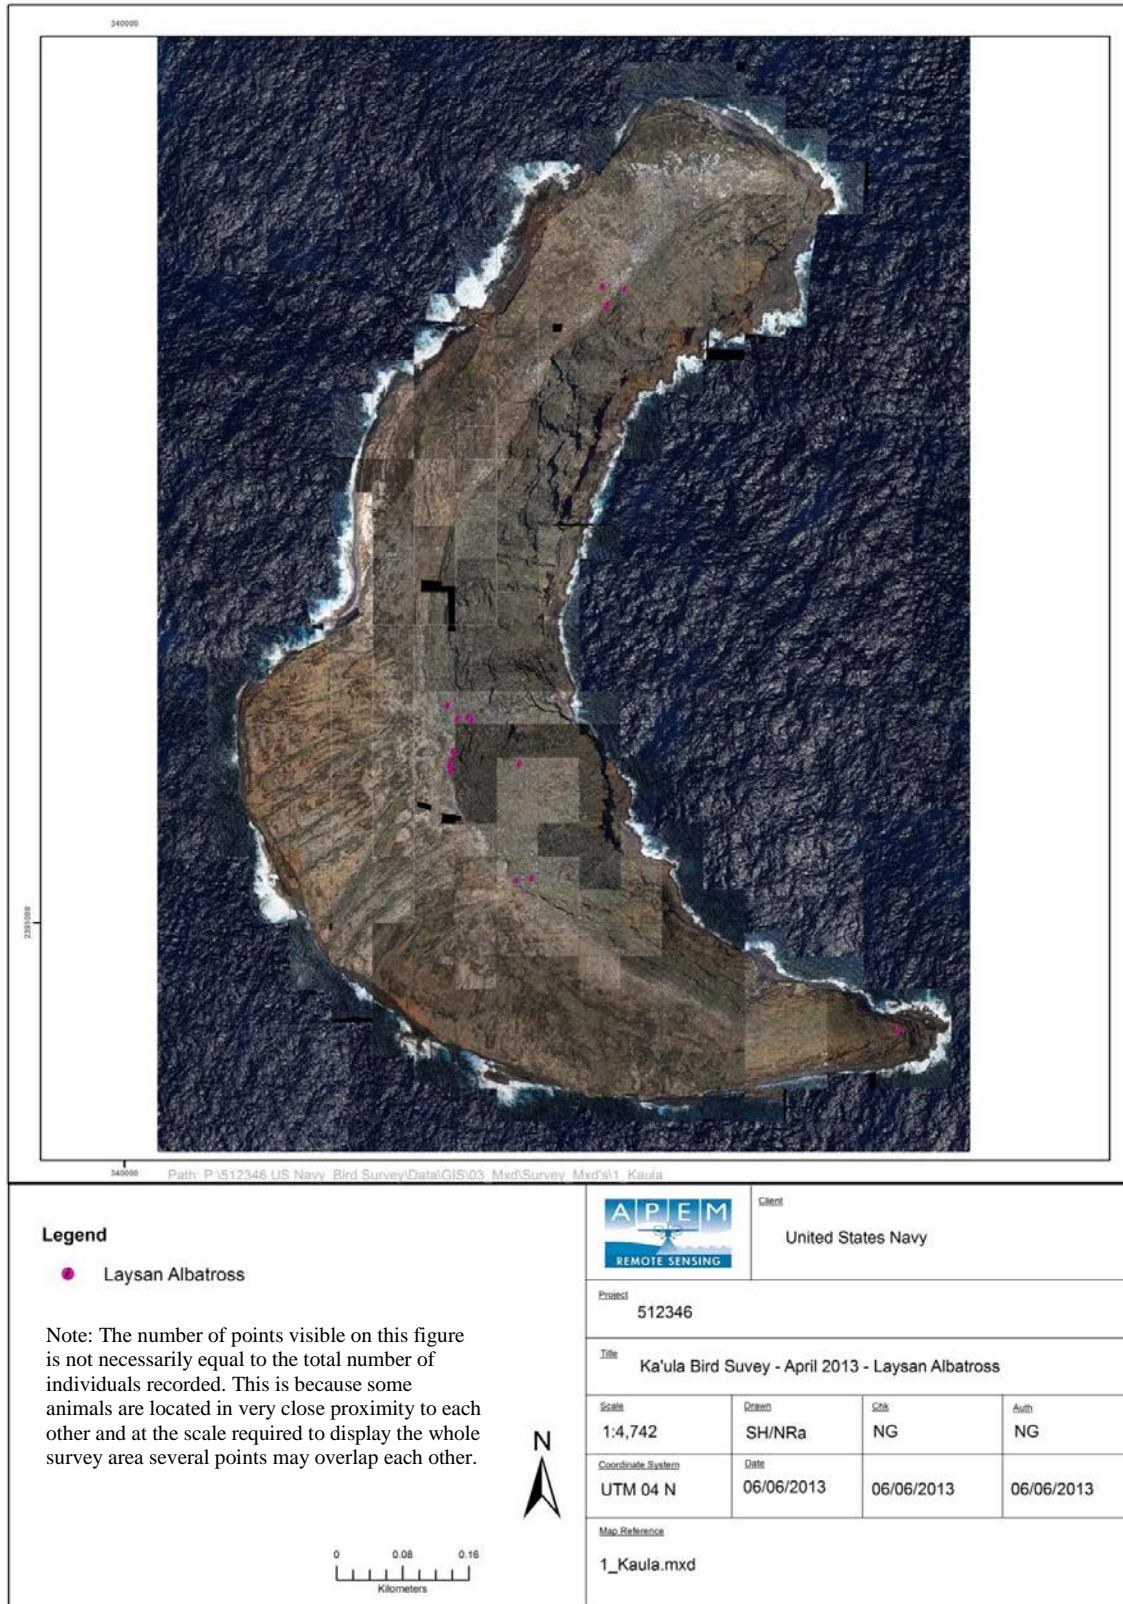 340000
2395000
340000
Path: P:\512346 US Navy_Bird Survey\Data\GIS\03_Mxd\Survey_Mxd's\1_Kaula
Legend
Laysan Albatross
Note: The number of points visible on this figure
is not necessarily equal to the total number of
individuals recorded. This is because some
animals are located in very close proximity to each
other and at the scale required to display the whole
survey area several points may overlap each other.
N
0 0.08 0.16
Kilometers
APEM
REMOTE SENSING
Client
United States Navy
Project
512346
Title
Ka'ula Bird Suvey - April 2013 - Laysan Albatross
Scale
1:4,742
Drawn
SH/NRa
Chk
NG
Auth
NG
Coordinate System
UTM 04 N
Date
06/06/2013
06/06/2013
06/06/2013
Map Reference
1_Kaula.mxd